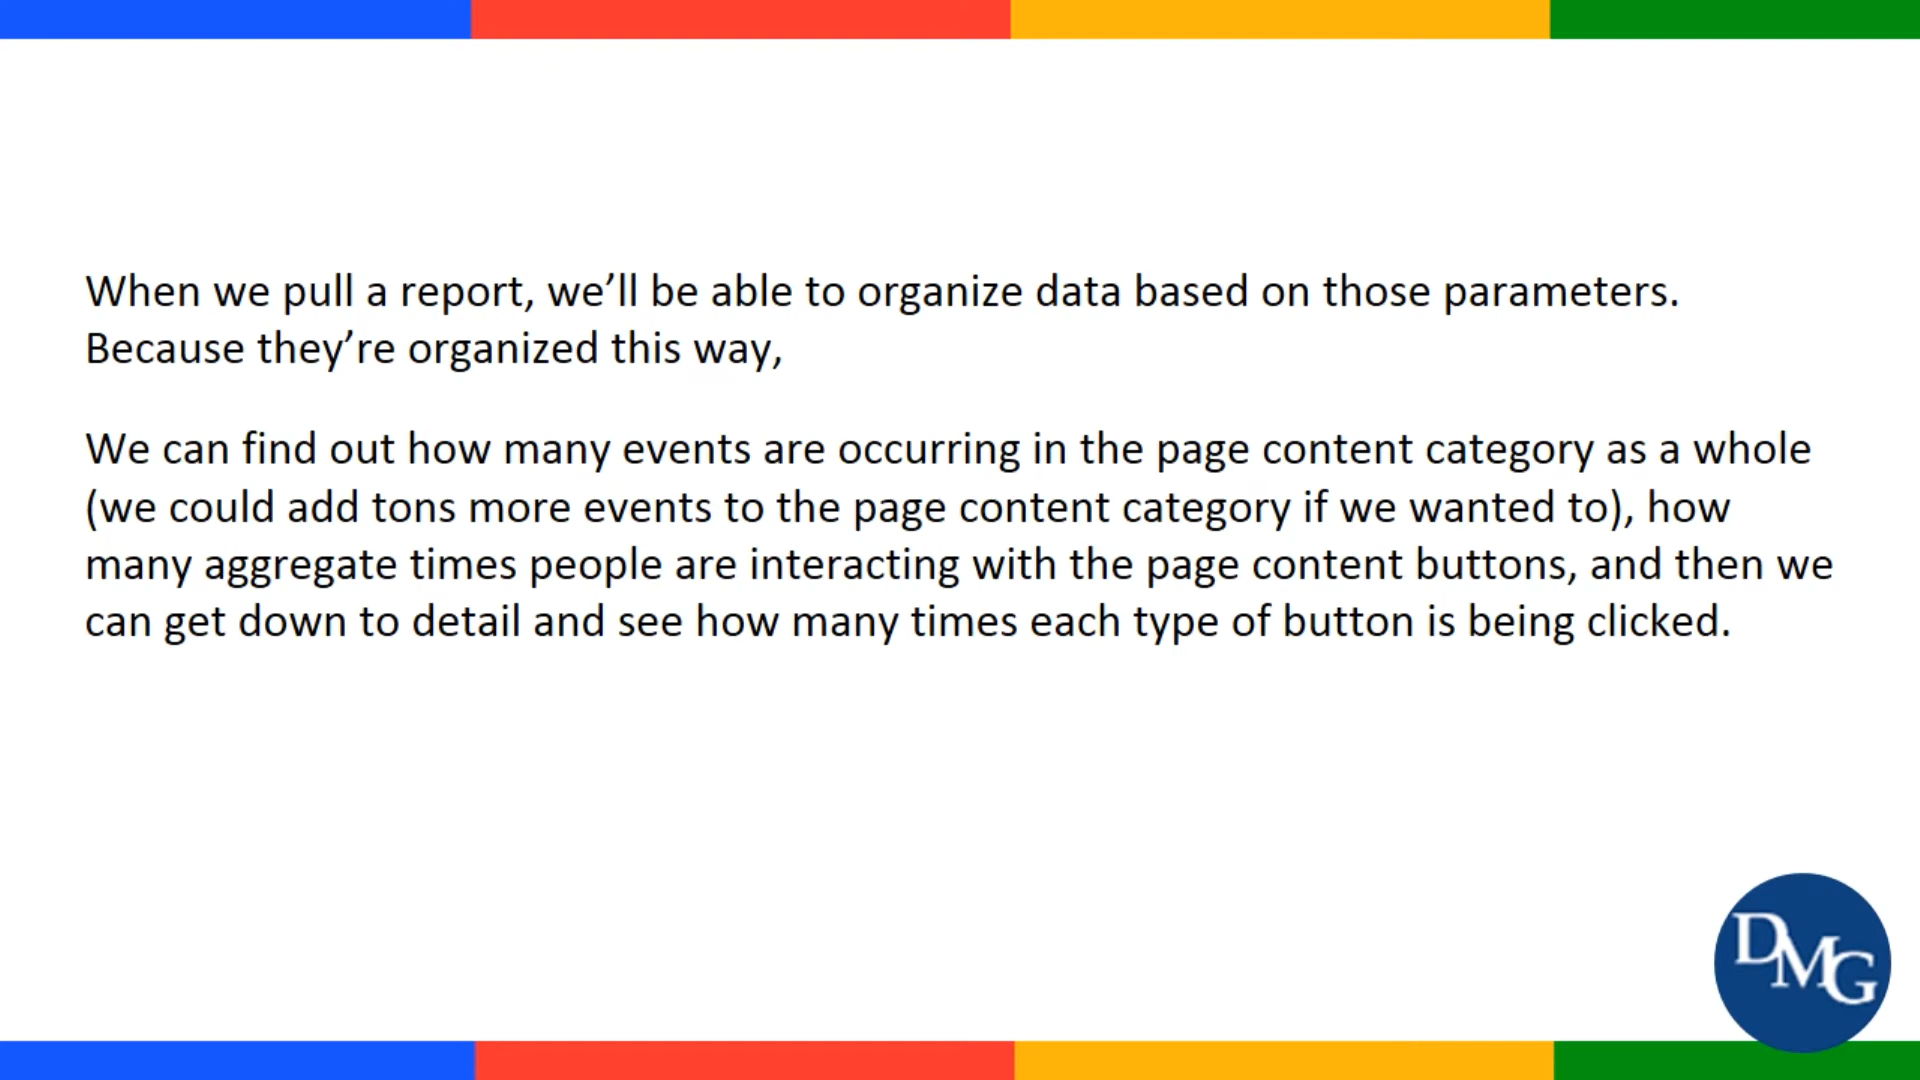 When we pull a report, we’ll be able to organize data based on those parameters.
Because they’re organized this way,
We can find out how many events are occurring in the page content category as a whole
(we could add tons more events to the page content category if we wanted to), how
many aggregate times people are interacting with the page content buttons, and then we
can get down to detail and see how many times each type of button is being clicked.
DMG